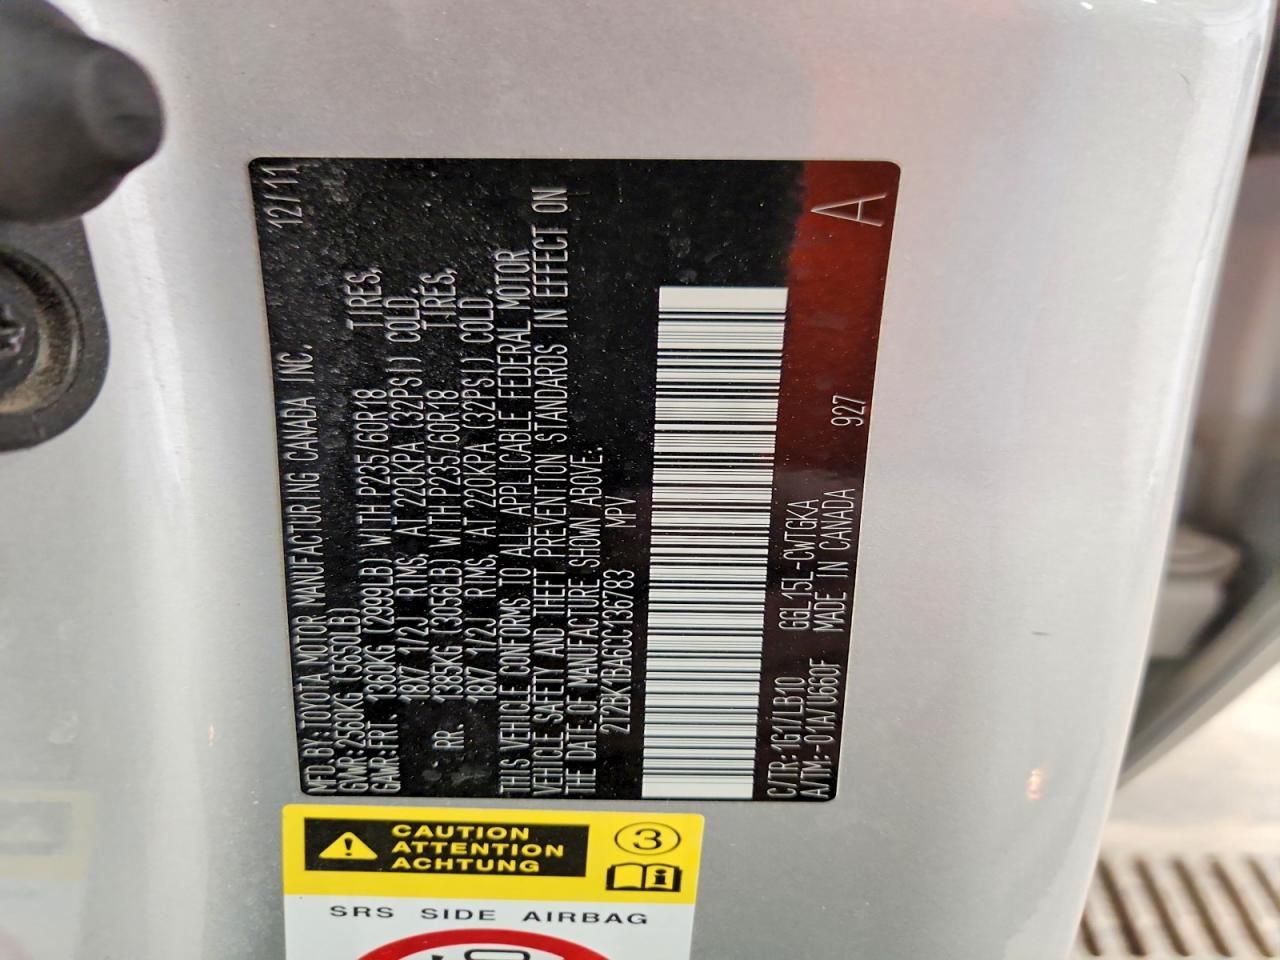 MFD.BY:TOYOTA MOTOR MANUFACTURING CANADA INC. 12/11
GVWR:2550KG (5650LB)
GAWR:FRT. 1360KG (2999LB) WITH P235/60R18 TIRES,
18X7 1/2J RIMS, AT 220KPA (32PSI) COLD.
RR. 1385KG (3056LB) WITH P235/60R18 TIRES,
18X7 1/2J RIMS, AT 220KPA (32PSI) COLD.
THIS VEHICLE CONFORMS TO ALL APPLICABLE FEDERAL MOTOR
VEHICLE SAFETY AND THEFT PREVENTION STANDARDS IN EFFECT ON
THE DATE OF MANUFACTURE SHOWN ABOVE.
2T2BK1BA6CC136783 MPV
C/TR:1G1/LB10 GGL15L-CWTGKA A
A/TM:-01A/U660F MADE IN CANADA 927
CAUTION
ATTENTION
ACHTUNG
3
SRS SIDE AIRBAG